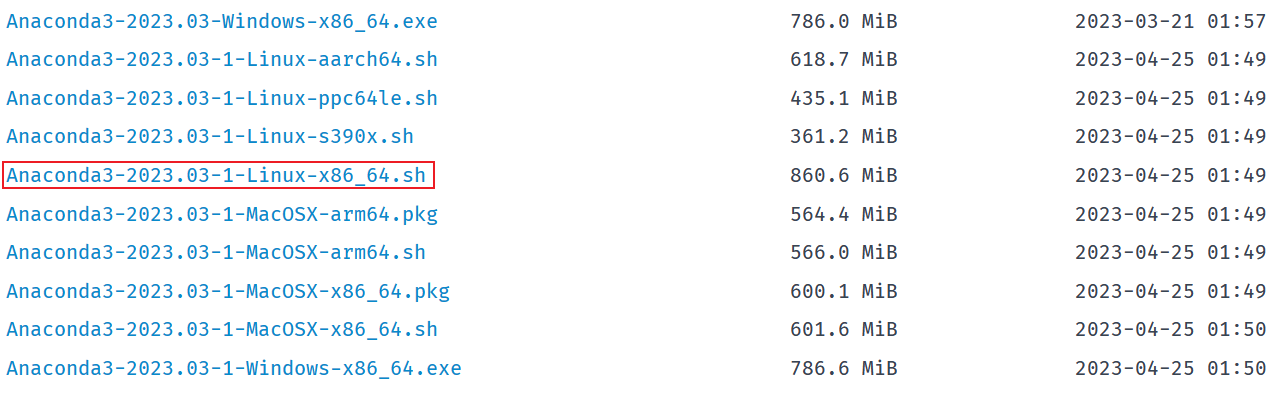 Anaconda3-2023.03-Windows-x86_64.exe 786.0 MiB 2023-03-21 01:57
Anaconda3-2023.03-1-Linux-aarch64.sh 618.7 MiB 2023-04-25 01:49
Anaconda3-2023.03-1-Linux-ppc64le.sh 435.1 MiB 2023-04-25 01:49
Anaconda3-2023.03-1-Linux-s390x.sh 361.2 MiB 2023-04-25 01:49
Anaconda3-2023.03-1-Linux-x86_64.sh 860.6 MiB 2023-04-25 01:49
Anaconda3-2023.03-1-MacOSX-arm64.pkg 564.4 MiB 2023-04-25 01:49
Anaconda3-2023.03-1-MacOSX-arm64.sh 566.0 MiB 2023-04-25 01:49
Anaconda3-2023.03-1-MacOSX-x86_64.pkg 600.1 MiB 2023-04-25 01:49
Anaconda3-2023.03-1-MacOSX-x86_64.sh 601.6 MiB 2023-04-25 01:50
Anaconda3-2023.03-1-Windows-x86_64.exe 786.6 MiB 2023-04-25 01:50